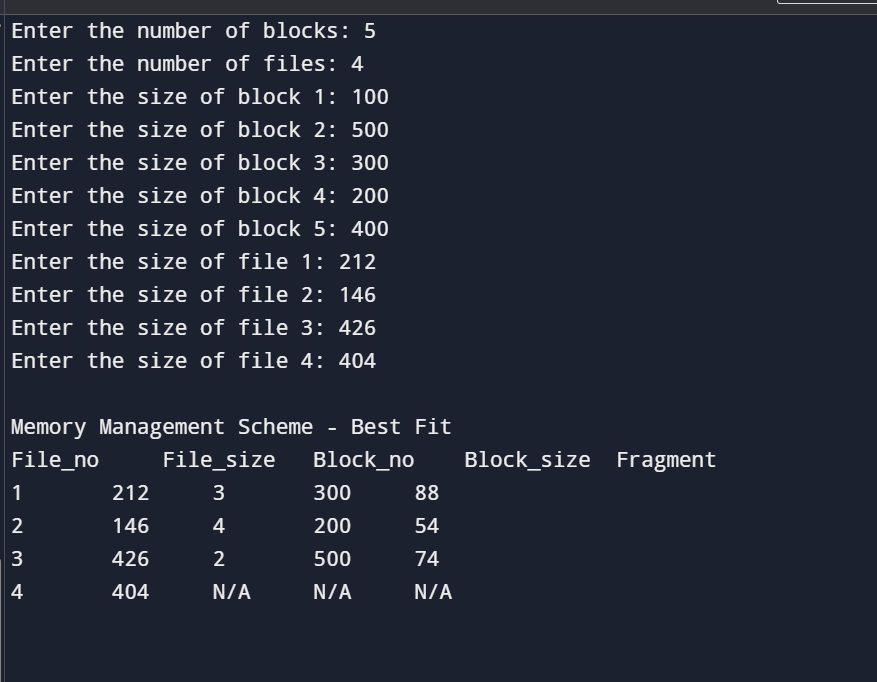 Enter the number of blocks: 5
Enter the number of files: 4
Enter the size of block 1: 100
Enter the size of block 2: 500
Enter the size of block 3: 300
Enter the size of block 4: 200
Enter the size of block 5: 400
Enter the size of file 1: 212
Enter the size of file 2: 146
Enter the size of file 3: 426
Enter the size of file 4: 404

Memory Management Scheme - Best Fit
File_no     File_size   Block_no    Block_size  Fragment
1       212     3       300     88
2       146     4       200     54
3       426     2       500     74
4       404     N/A     N/A     N/A